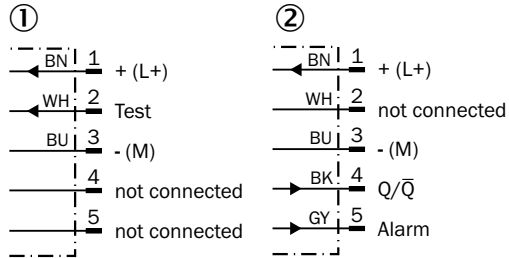 ①
BN 1 + (L+)
WH 2 Test
BU 3 - (M)
4 not connected
5 not connected
②
BN 1 + (L+)
WH 2 not connected
BU 3 - (M)
BK 4 Q/Q̅
GY 5 Alarm